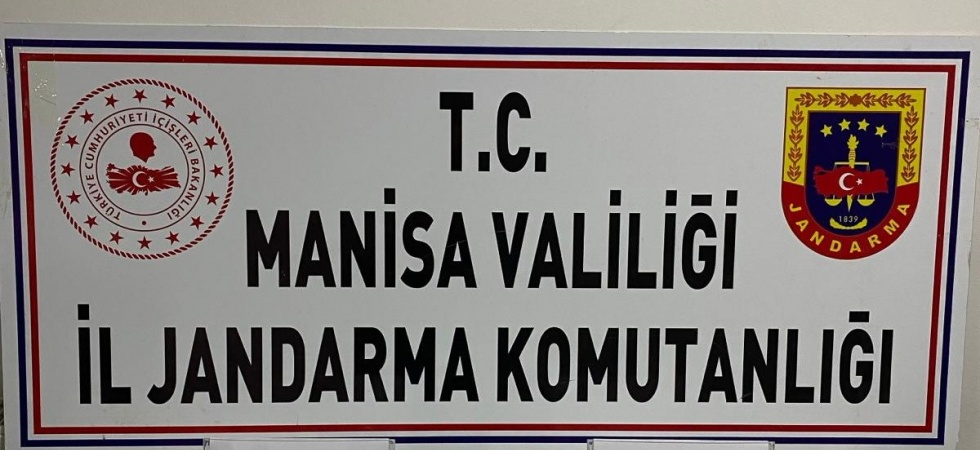 T.C.
MANİSA VALİLİĞİ
İL JANDARMA KOMUTANLIĞI
TÜRKİYE CUMHURİYETİ İÇİŞLERİ BAKANLIĞI
1839
JANDARMA